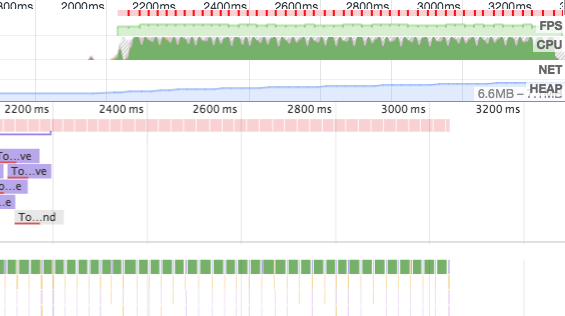 800ms 2000ms 2200ms 2400ms 2600ms 2800ms 3000ms 3200ms
FPS
CPU
NET
HEAP
6.6MB –
2200 ms 2400 ms 2600 ms 2800 ms 3000 ms 3200 ms
To...ve
To...ve
o...e
..e
To...nd